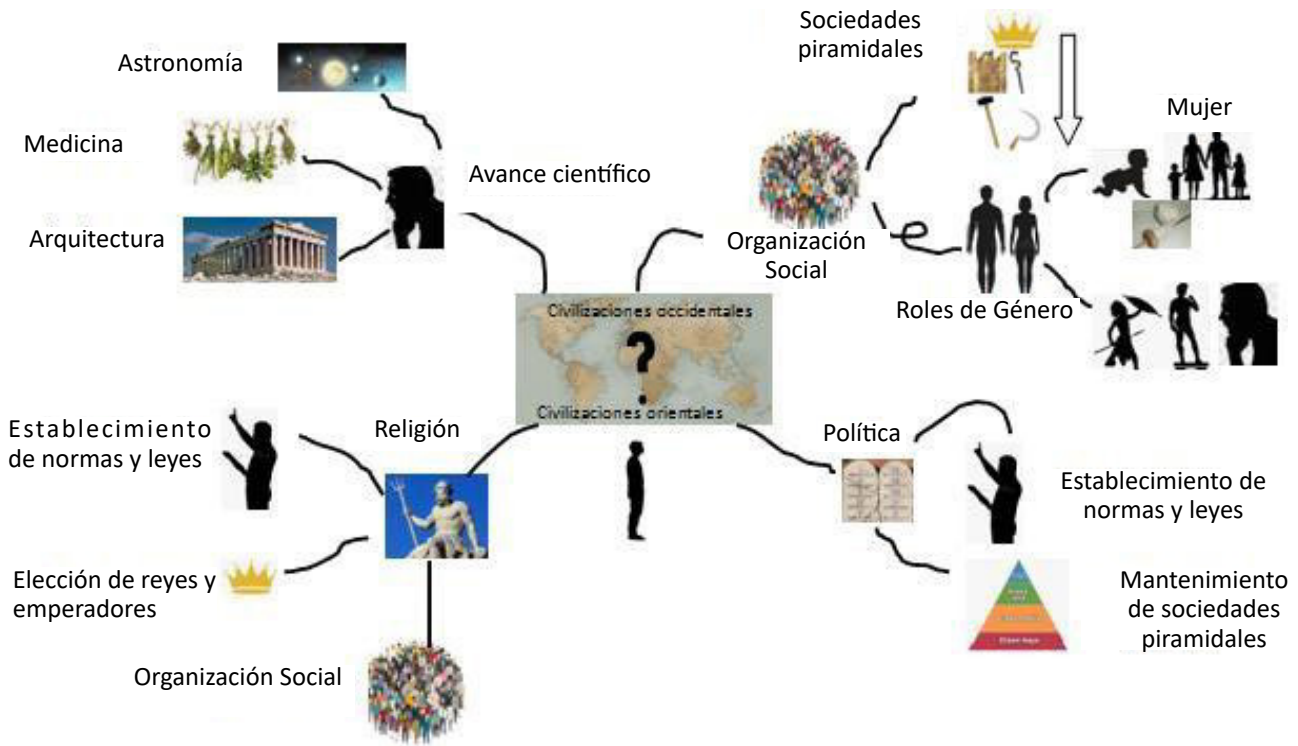 Sociedades
piramidales
Astronomía
Mujer
Medicina
Avance científico
Arquitectura
Organización
Social
Roles de Género
Civilizaciones occidentales
?
Civilizaciones orientales
Religión
Política
Establecimiento
de normas y leyes
Establecimiento de
normas y leyes
Elección de reyes y
emperadores
Mantenimiento
de sociedades
piramidales
Organización Social